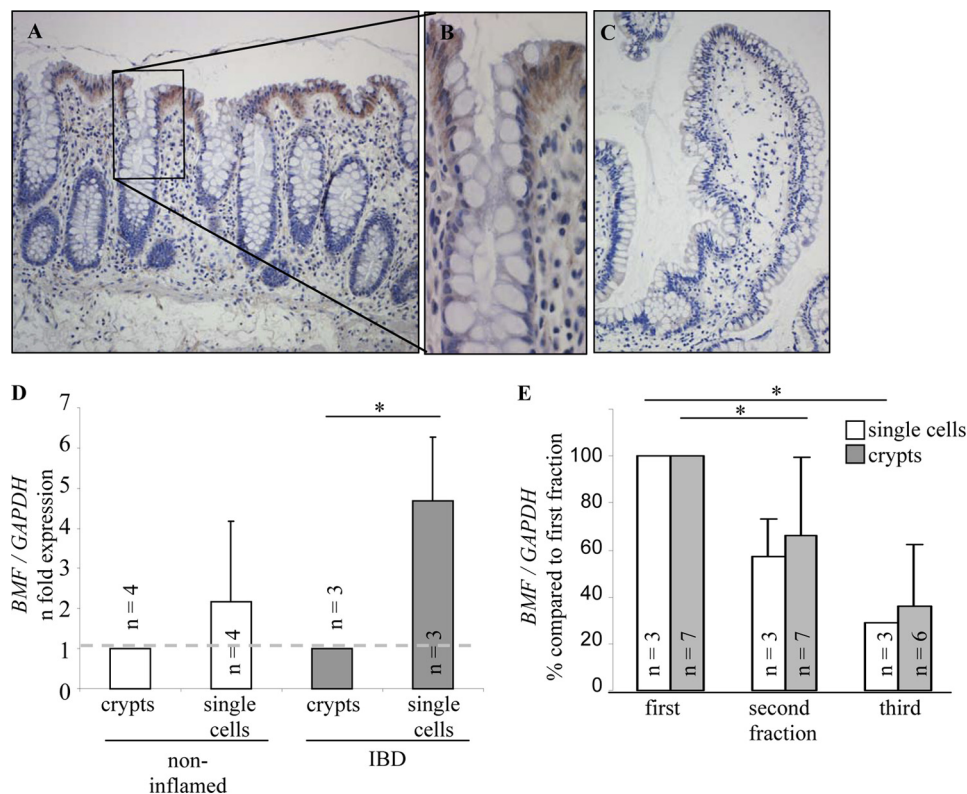 A
B
C
D
BMF / GAPDH
n fold expression
7
6
5
4
3
2
1
0
n = 4
n = 4
n = 3
n = 3
*
crypts
single
cells
crypts
single
cells
non-
inflamed
IBD
E
BMF / GAPDH
% compared to first fraction
100
80
60
40
20
0
*
*
single cells
crypts
n = 3
n = 7
n = 3
n = 7
n = 3
n = 6
first
second
third
fraction